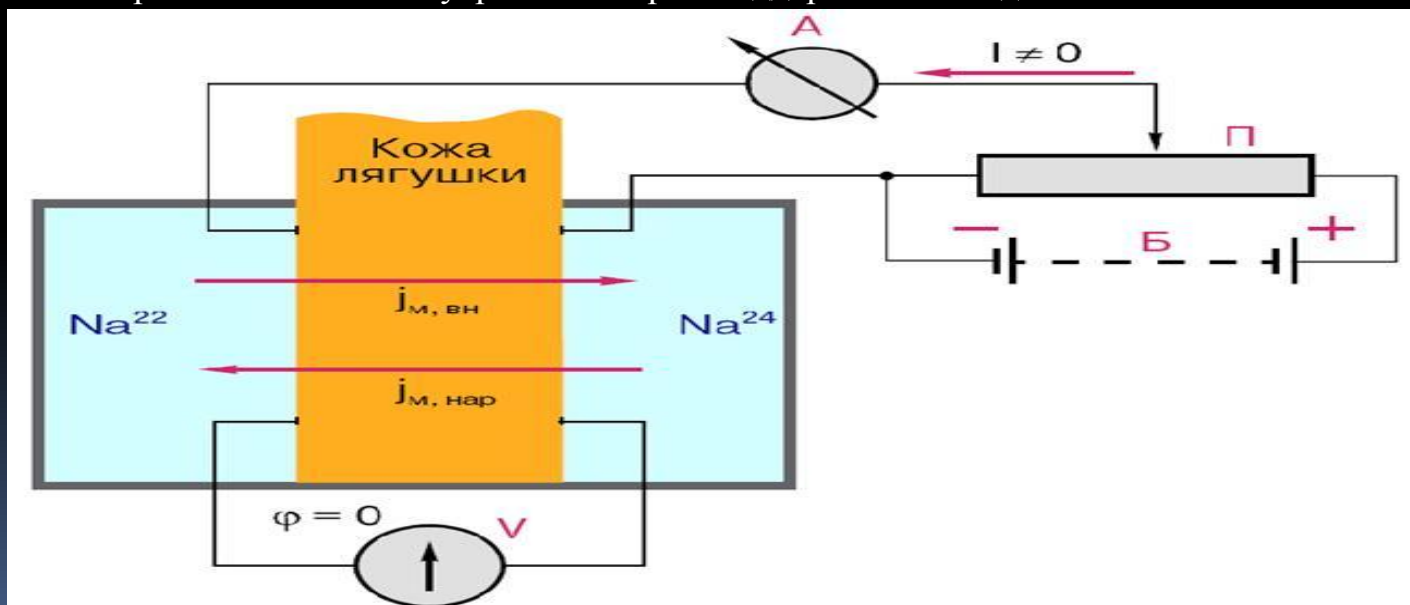 А
I ≠ 0
П
Кожа
лягушки
− Б +
jм, вн
Na²² Na²⁴
jм, нар
φ = 0 V